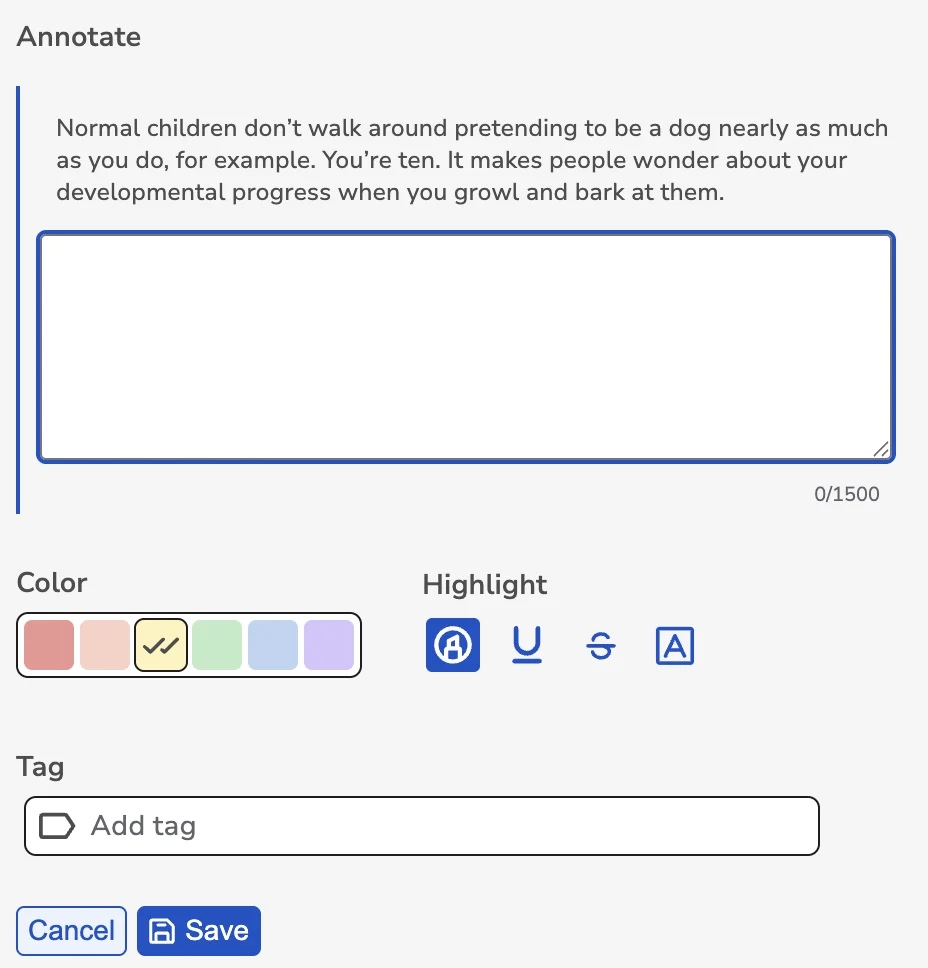 Annotate
Normal children don’t walk around pretending to be a dog nearly as much
as you do, for example. You’re ten. It makes people wonder about your
developmental progress when you growl and bark at them.
0/1500
Color
Highlight
U
S
A
Tag
Add tag
Cancel
Save